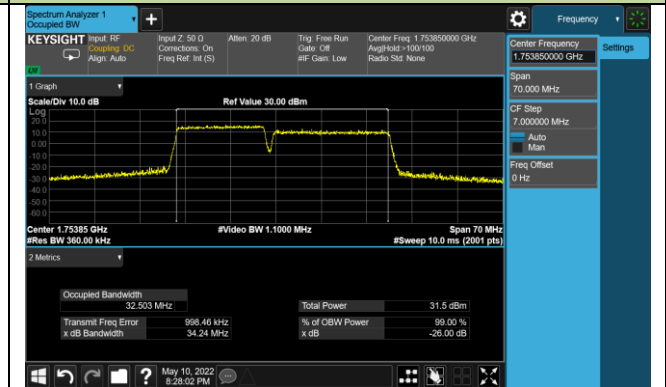 Spectrum Analyzer 1
Occupied BW
+
Frequency
KEYSIGHT
Input: RF
Coupling: DC
Align: Auto
Input Z: 50 Ω
Corrections: On
Freq Ref: Int (S)
Atten: 20 dB
Trig: Free Run
Gate: Off
#IF Gain: Low
Center Freq: 1.753850000 GHz
Avg|Hold:>100/100
Radio Std: None
Center Frequency
1.753850000 GHz
Settings
Span
70.000 MHz
CF Step
7.000000 MHz
Auto
Man
Freq Offset
0 Hz
1 Graph
Scale/Div 10.0 dB
Ref Value 30.00 dBm
Log
20.0
10.0
0.00
-10.0
-20.0
-30.0
-40.0
-50.0
-60.0
Center 1.75385 GHz
#Video BW 1.1000 MHz
Span 70 MHz
#Res BW 360.00 kHz
#Sweep 10.0 ms (2001 pts)
2 Metrics
Occupied Bandwidth
32.503 MHz
Total Power
31.5 dBm
Transmit Freq Error
998.46 kHz
% of OBW Power
99.00 %
x dB Bandwidth
34.24 MHz
x dB
-26.00 dB
?
May 10, 2022
8:28:02 PM